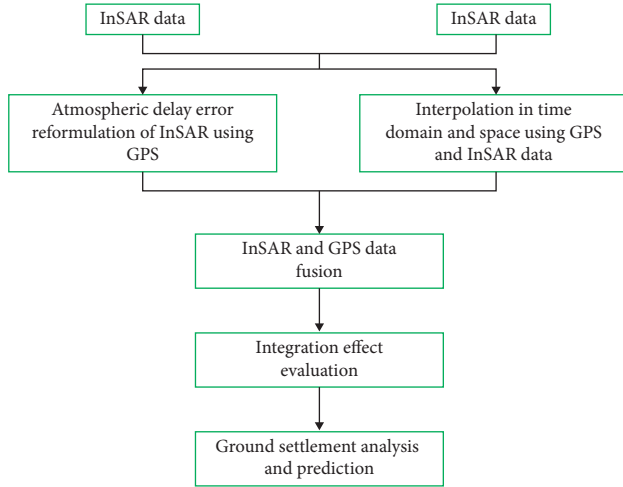 InSAR data
InSAR data
Atmospheric delay error
reformulation of InSAR using
GPS
Interpolation in time
domain and space using GPS
and InSAR data
InSAR and GPS data
fusion
Integration effect
evaluation
Ground settlement analysis
and prediction